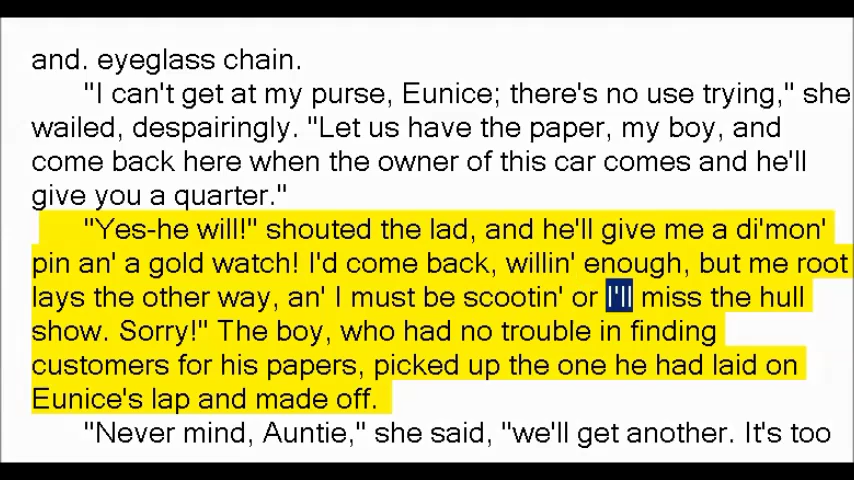 and. eyeglass chain.
"I can't get at my purse, Eunice; there's no use trying," she
wailed, despairingly. "Let us have the paper, my boy, and
come back here when the owner of this car comes and he'll
give you a quarter."
"Yes-he will!" shouted the lad, and he'll give me a di'mon'
pin an' a gold watch! I'd come back, willin' enough, but me root
lays the other way, an' I must be scootin' or I'll miss the hull
show. Sorry!" The boy, who had no trouble in finding
customers for his papers, picked up the one he had laid on
Eunice's lap and made off.
"Never mind, Auntie," she said, "we'll get another. It's too